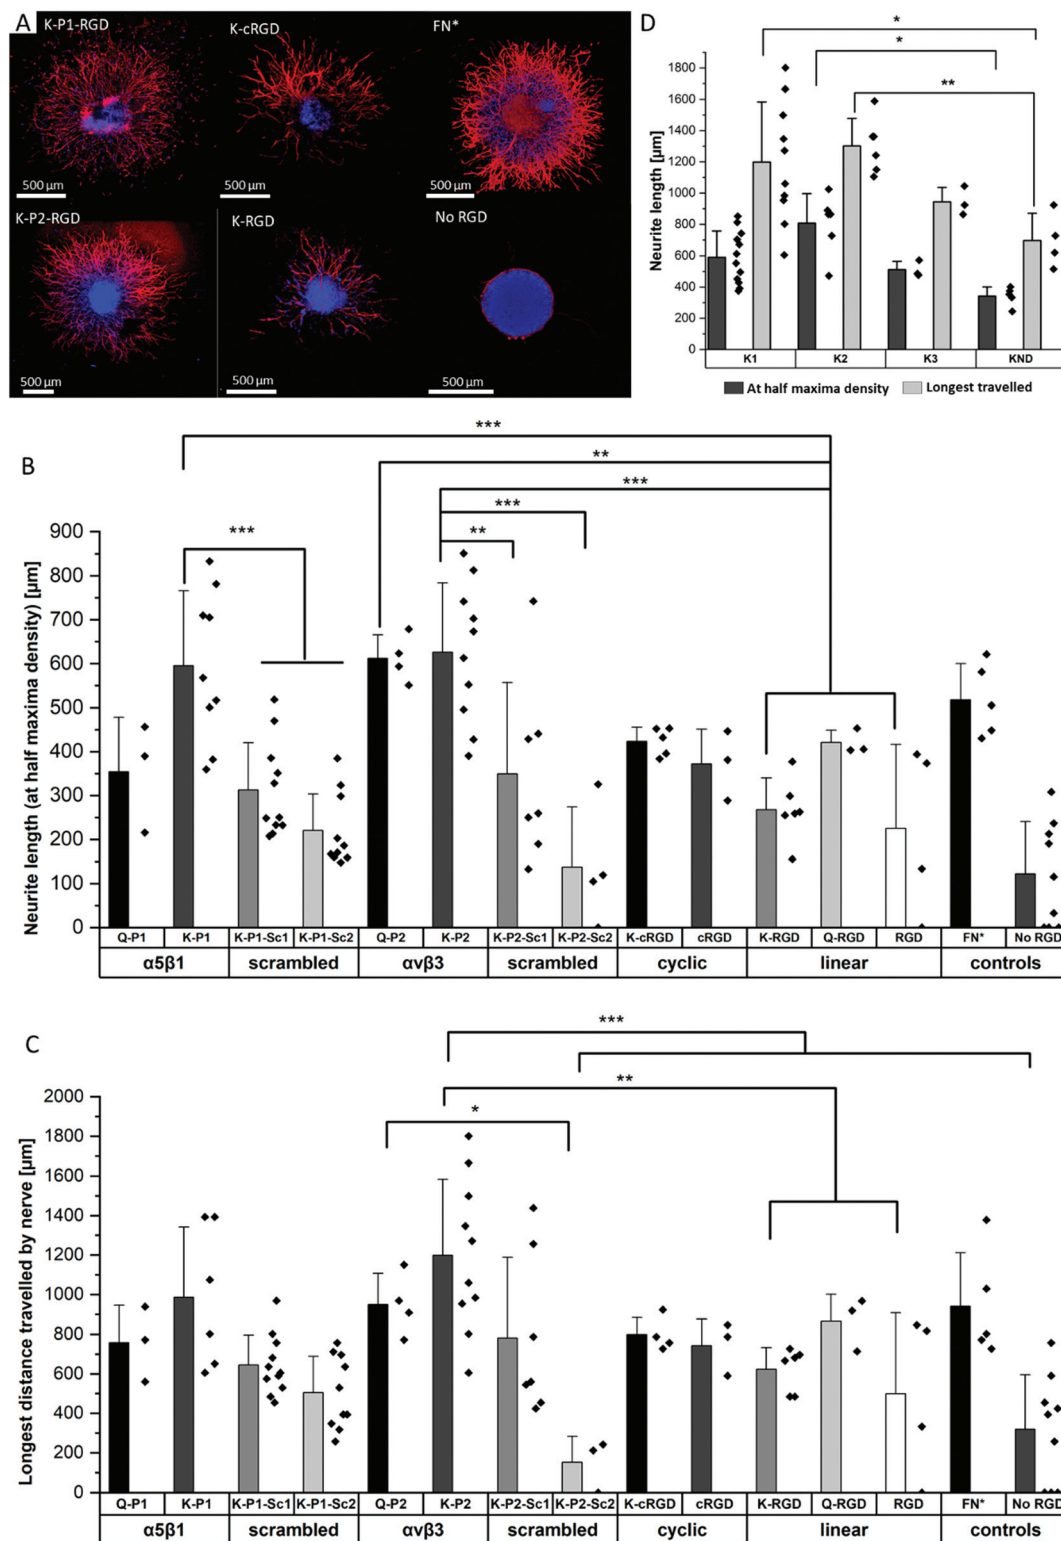 A
K-P1-RGD
K-cRGD
FN*
500 µm
500 µm
500 µm
K-P2-RGD
K-RGD
No RGD
500 µm
500 µm
500 µm
D
*
*
**
Neurite length [µm]
1800
1600
1400
1200
1000
800
600
400
200
0
K1 K2 K3 KND
At half maxima density Longest travelled
B
***
**
***
***
***
**
Neurite length (at half maxima density) [µm]
900
800
700
600
500
400
300
200
100
0
Q-P1 K-P1 K-P1-Sc1 K-P1-Sc2 Q-P2 K-P2 K-P2-Sc1 K-P2-Sc2 K-cRGD cRGD K-RGD Q-RGD RGD FN* No RGD
α5β1 scrambled αvβ3 scrambled cyclic linear controls
C
***
**
*
Longest distance travelled by nerve [µm]
2000
1800
1600
1400
1200
1000
800
600
400
200
0
Q-P1 K-P1 K-P1-Sc1 K-P1-Sc2 Q-P2 K-P2 K-P2-Sc1 K-P2-Sc2 K-cRGD cRGD K-RGD Q-RGD RGD FN* No RGD
α5β1 scrambled αvβ3 scrambled cyclic linear controls